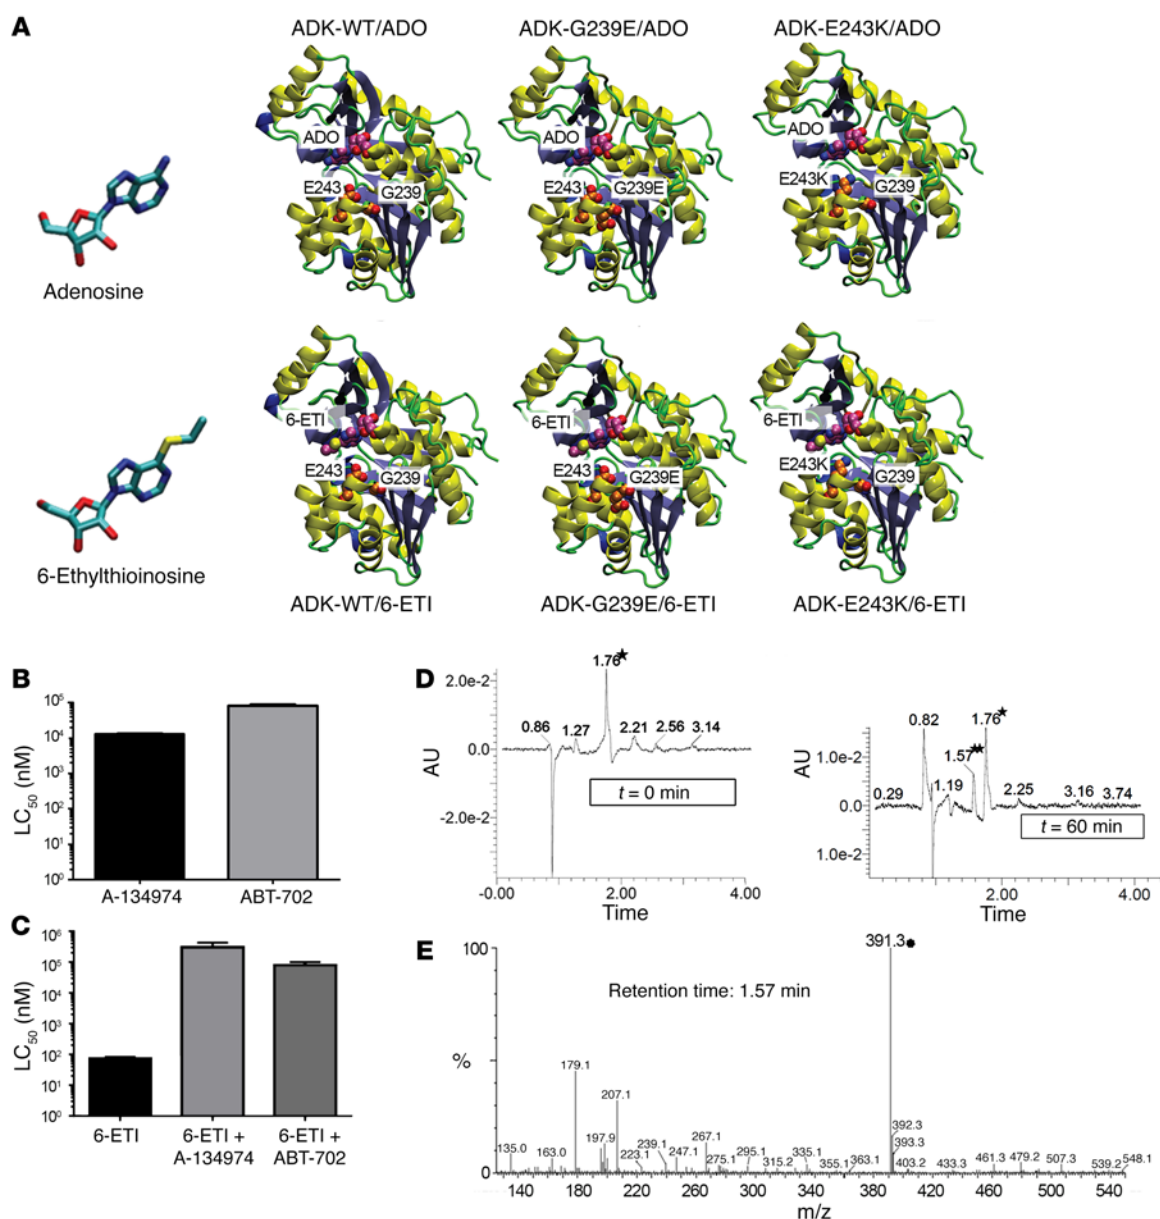 A
ADK-WT/ADO
ADK-G239E/ADO
ADK-E243K/ADO
ADO
ADO
ADO
E243
G239
E243
G239E
E243K
G239
Adenosine
6-ETI
6-ETI
6-ETI
E243
G239
E243
G239E
E243K
G239
6-Ethylthioinosine
ADK-WT/6-ETI
ADK-G239E/6-ETI
ADK-E243K/6-ETI
B
LC50 (nM)
10^5
10^4
10^3
10^2
10^1
10^0
A-134974
ABT-702
C
LC50 (nM)
10^6
10^5
10^4
10^3
10^2
10^1
10^0
6-ETI
6-ETI +
A-134974
6-ETI +
ABT-702
D
AU
2.0e-2
0.0
-2.0e-2
0.86
1.27
1.76★
2.21
2.56
3.14
t = 0 min
-0.00
2.00
4.00
Time
AU
1.0e-2
0.0
1.0e-2
0.29
0.82
1.19
1.57★★
1.76★
2.25
3.16
3.74
t = 60 min
1.00
2.00
3.00
4.00
Time
E
100
%
0
Retention time: 1.57 min
391.3●
135.0
163.0
179.1
197.9
207.1
223.1
239.1
247.1
267.1
275.1
295.1
315.2
335.1
355.1
363.1
392.3
393.3
403.2
433.3
461.3
479.2
507.3
539.2
548.1
140
180
220
260
300
340
380
420
460
500
540
m/z